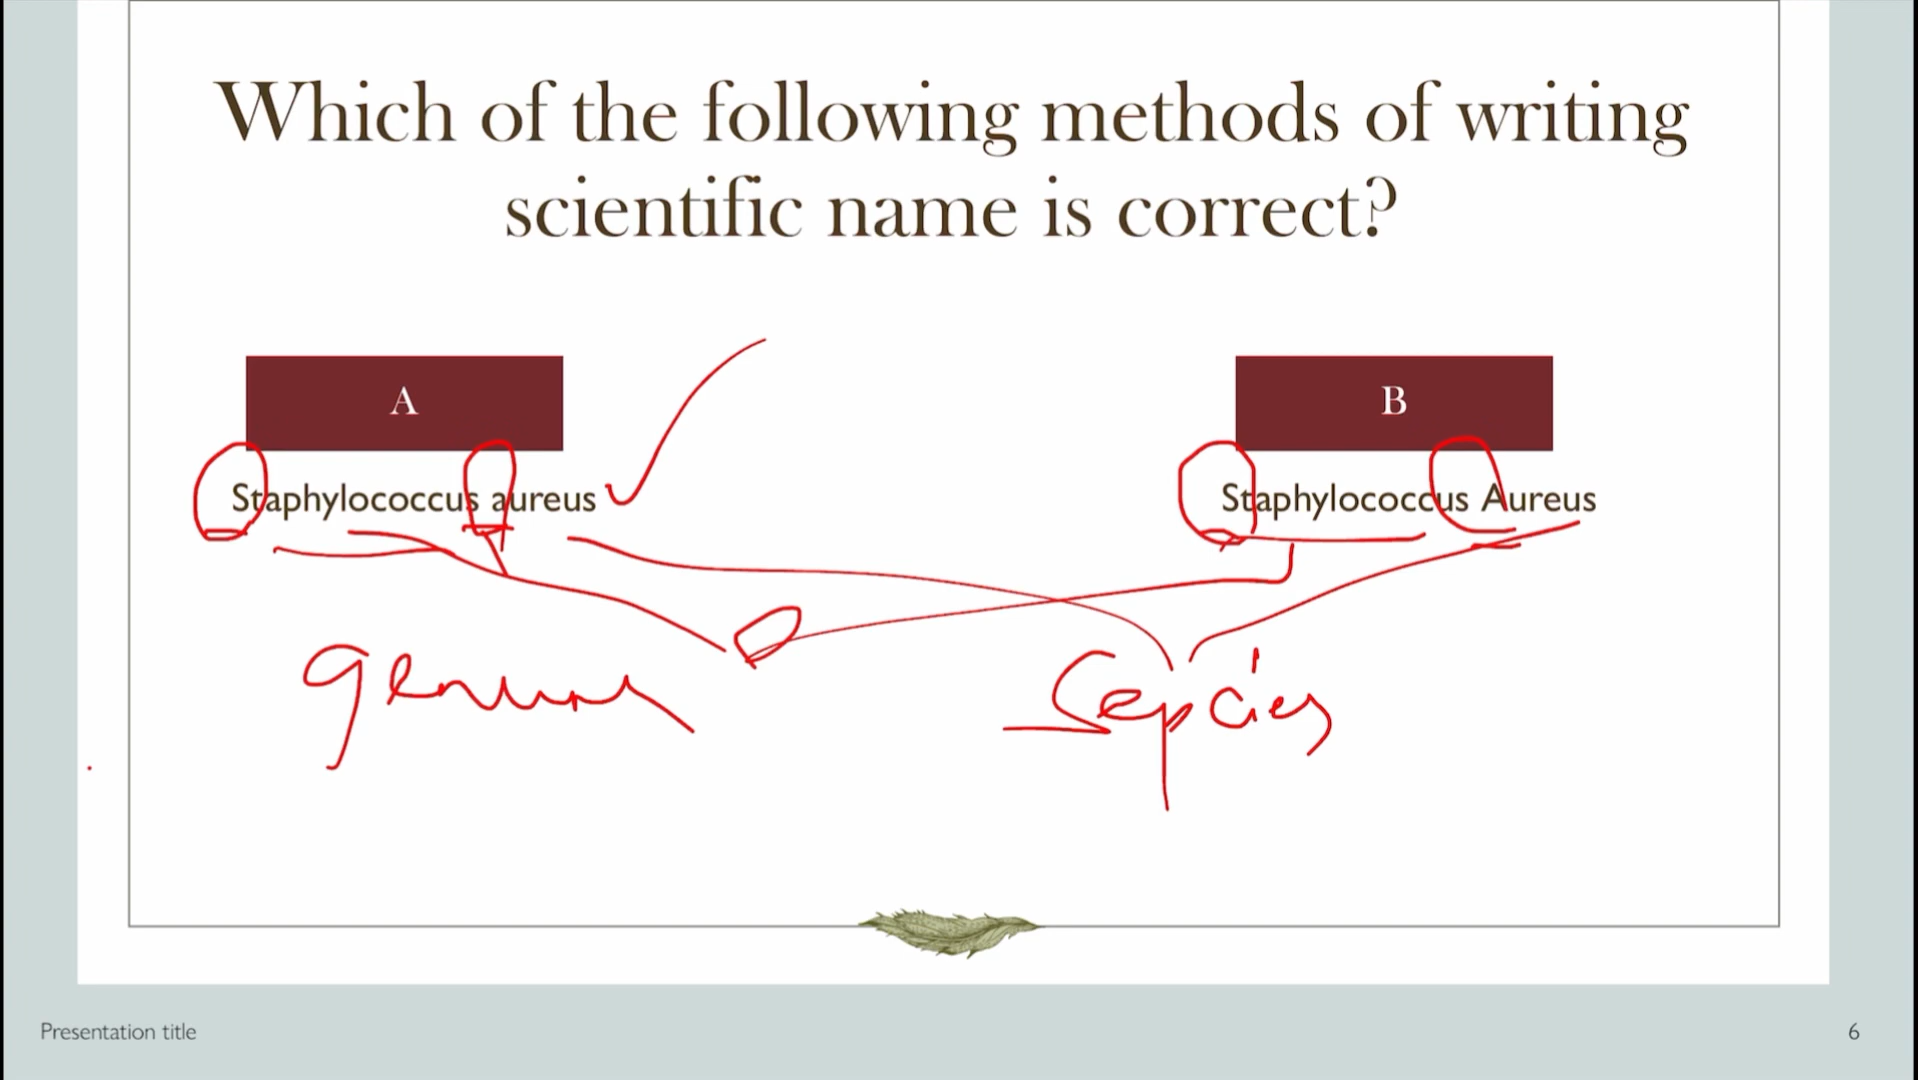 Which of the following methods of writing
scientific name is correct?
A
B
Staphylococcus aureus
Staphylococcus Aureus
genus
Sepcies
Presentation title
6